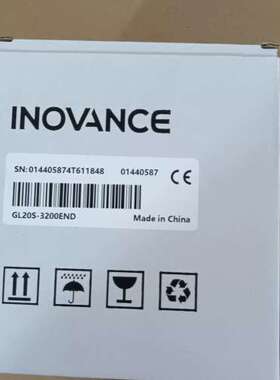 INOVANCE
SN:014405874T611848 01440587 CE
GL20S-3200END Made in China